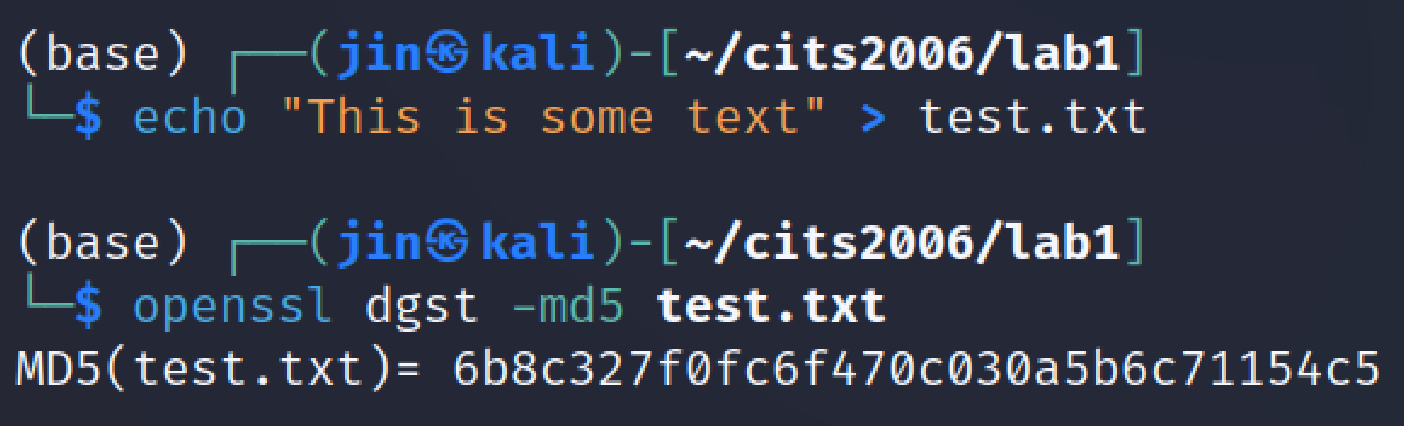 (base) ┌──(jin㉿kali)-[~/cits2006/lab1]
└─$ echo "This is some text" > test.txt
(base) ┌──(jin㉿kali)-[~/cits2006/lab1]
└─$ openssl dgst -md5 test.txt
MD5(test.txt)= 6b8c327f0fc6f470c030a5b6c71154c5